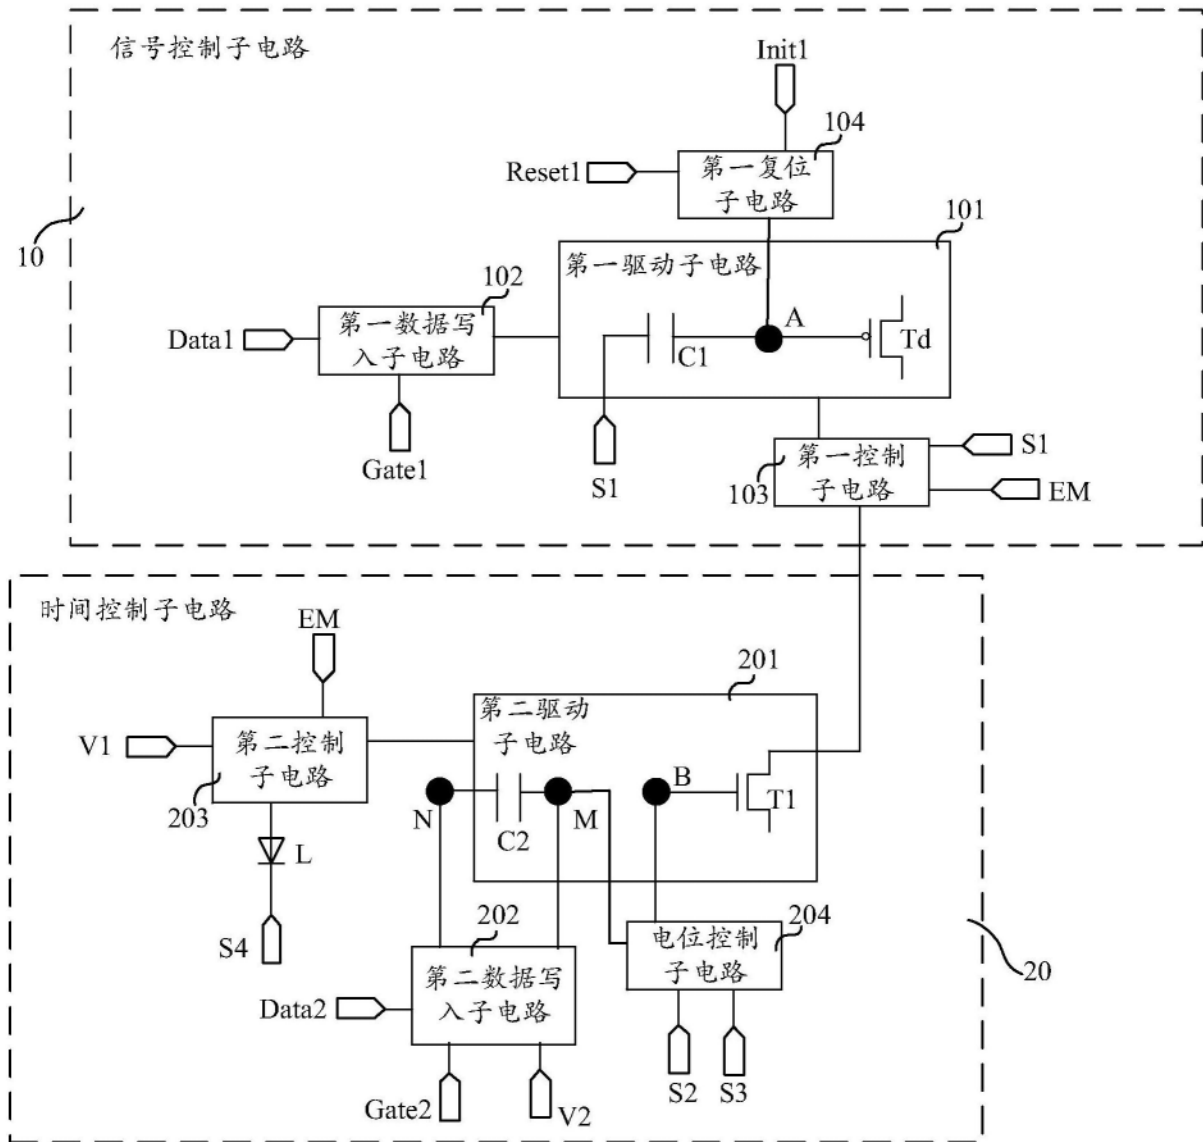 信号控制子电路
Init1
104
Reset1
第一复位
子电路
101
10
第一驱动子电路
102
Data1
第一数据写
入子电路
A
C1
Td
Gate1
S1
第一控制
子电路
103
S1
EM
时间控制子电路
EM
201
V1
第二控制
子电路
203
第二驱动
子电路
B
N
M
T1
C2
L
202
204
S4
电位控制
子电路
20
Data2
第二数据写
入子电路
Gate2
V2
S2
S3